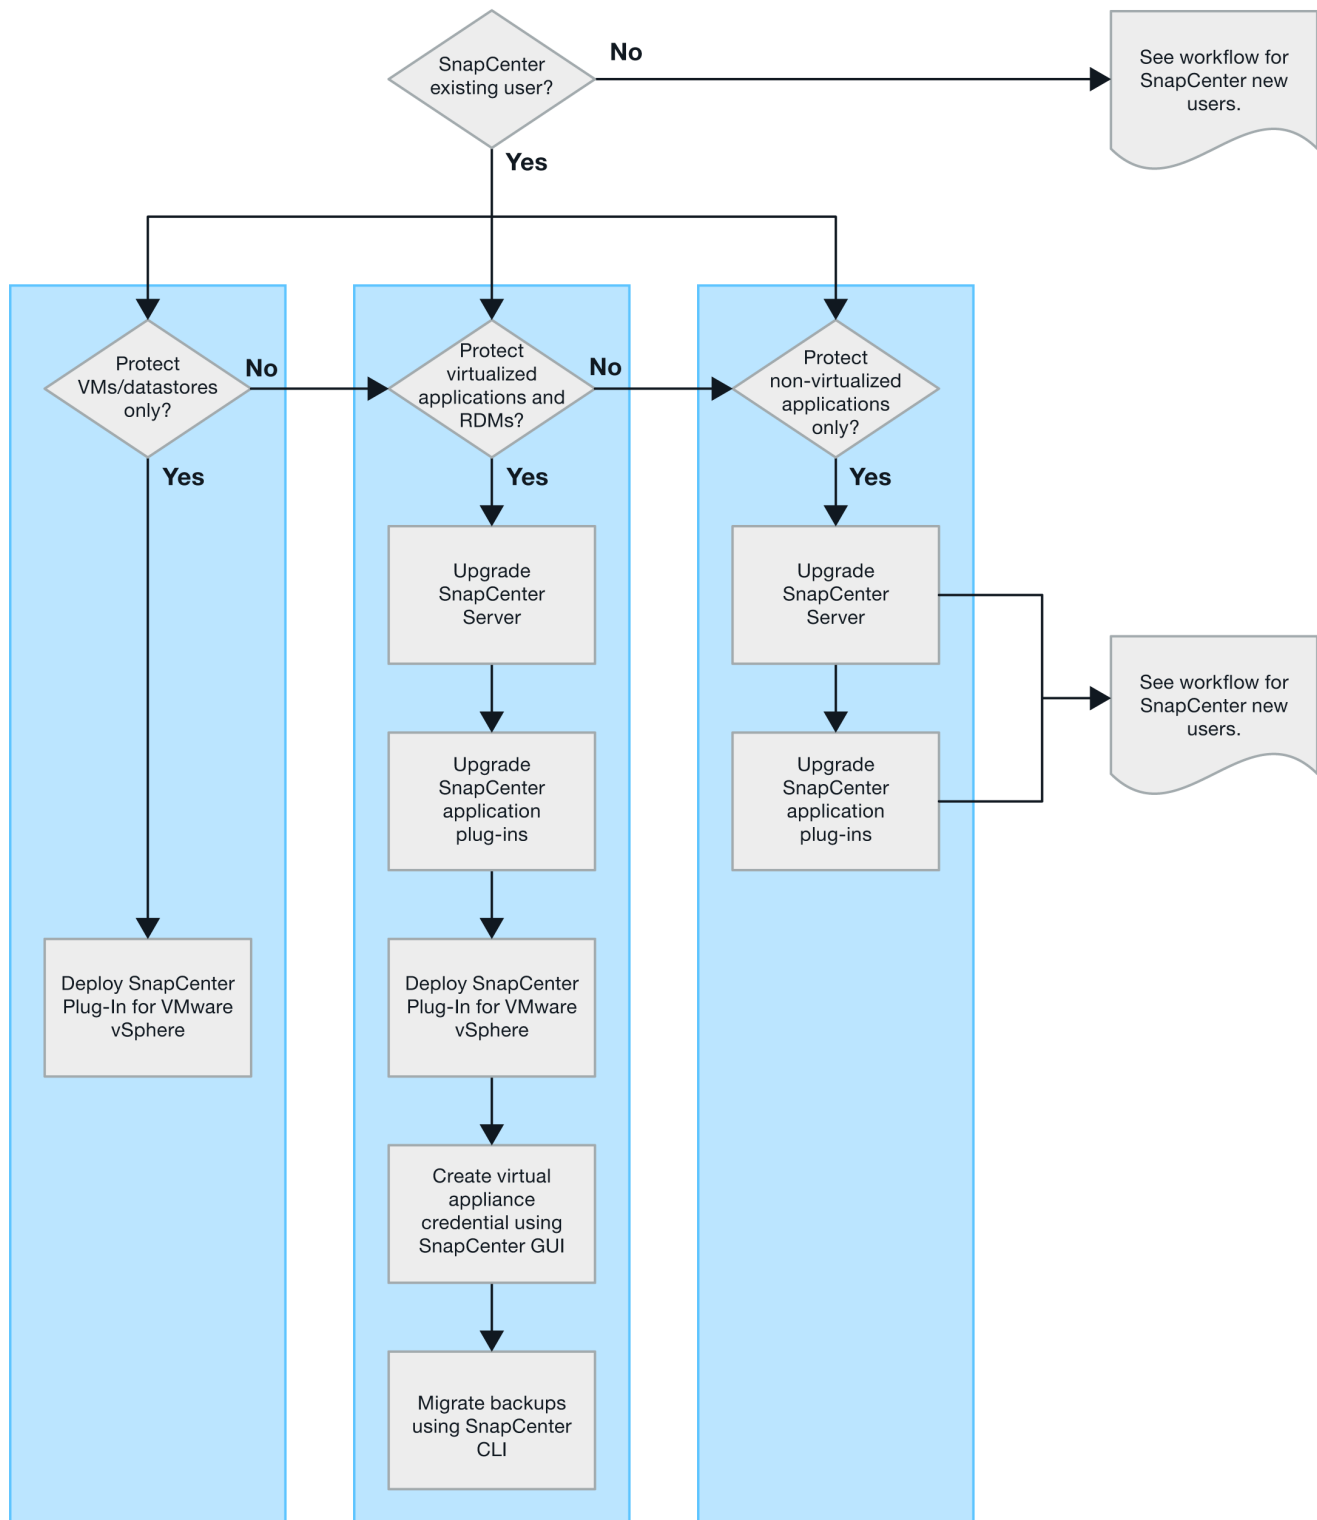 SnapCenter
existing user?
No
See workflow for
SnapCenter new
users.
Yes
Protect
VMs/datastores
only?
No
Yes
Protect
virtualized
applications and
RDMs?
No
Yes
Protect
non-virtualized
applications
only?
Yes
Upgrade
SnapCenter
Server
Upgrade
SnapCenter
Server
See workflow for
SnapCenter new
users.
Upgrade
SnapCenter
application
plug-ins
Upgrade
SnapCenter
application
plug-ins
Deploy SnapCenter
Plug-In for VMware
vSphere
Deploy SnapCenter
Plug-In for VMware
vSphere
Create virtual
appliance
credential using
SnapCenter GUI
Migrate backups
using SnapCenter
CLI